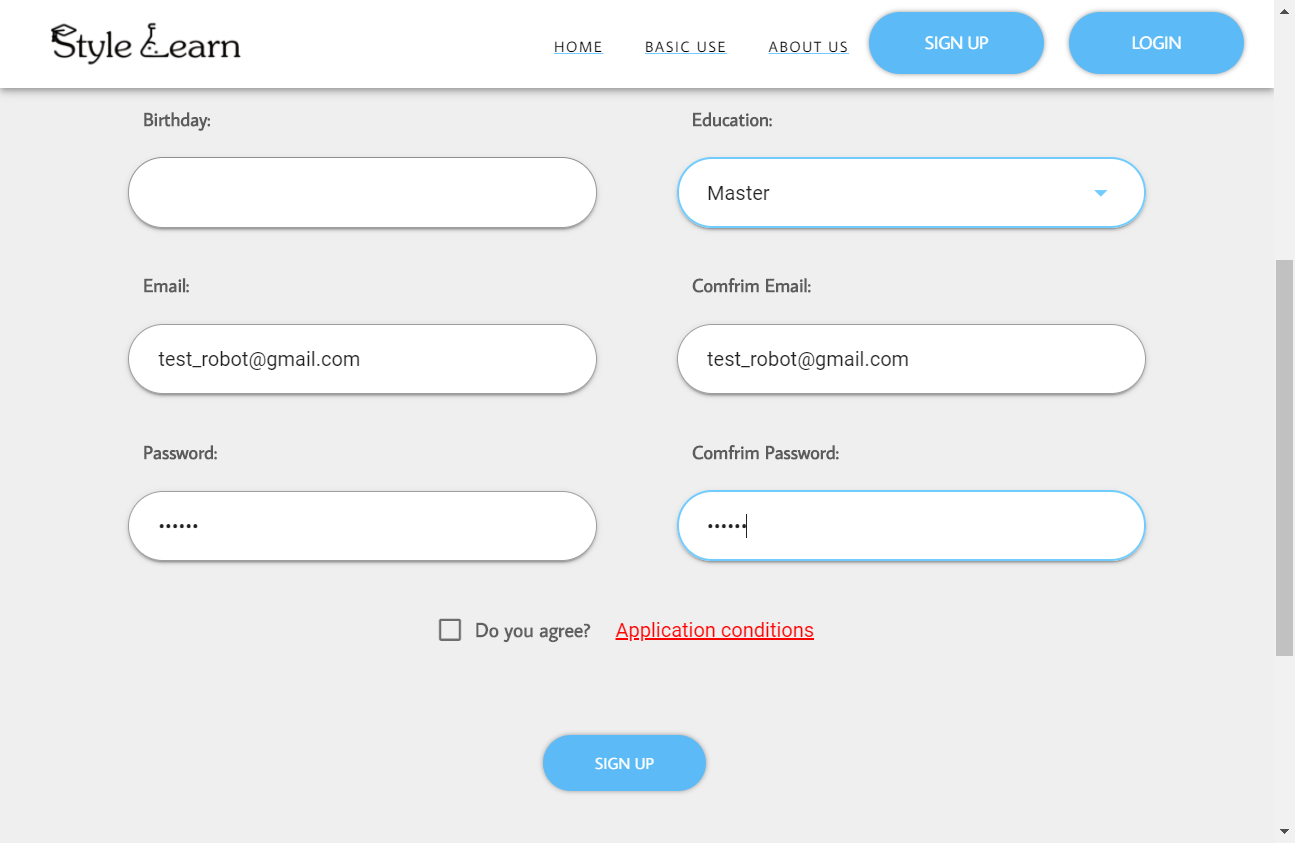 Style Learn
HOME BASIC USE ABOUT US SIGN UP LOGIN
Birthday: Education:
Master
Email: Comfrim Email:
test_robot@gmail.com test_robot@gmail.com
Password: Comfrim Password:
•••••• ••••••
Do you agree? Application conditions
SIGN UP